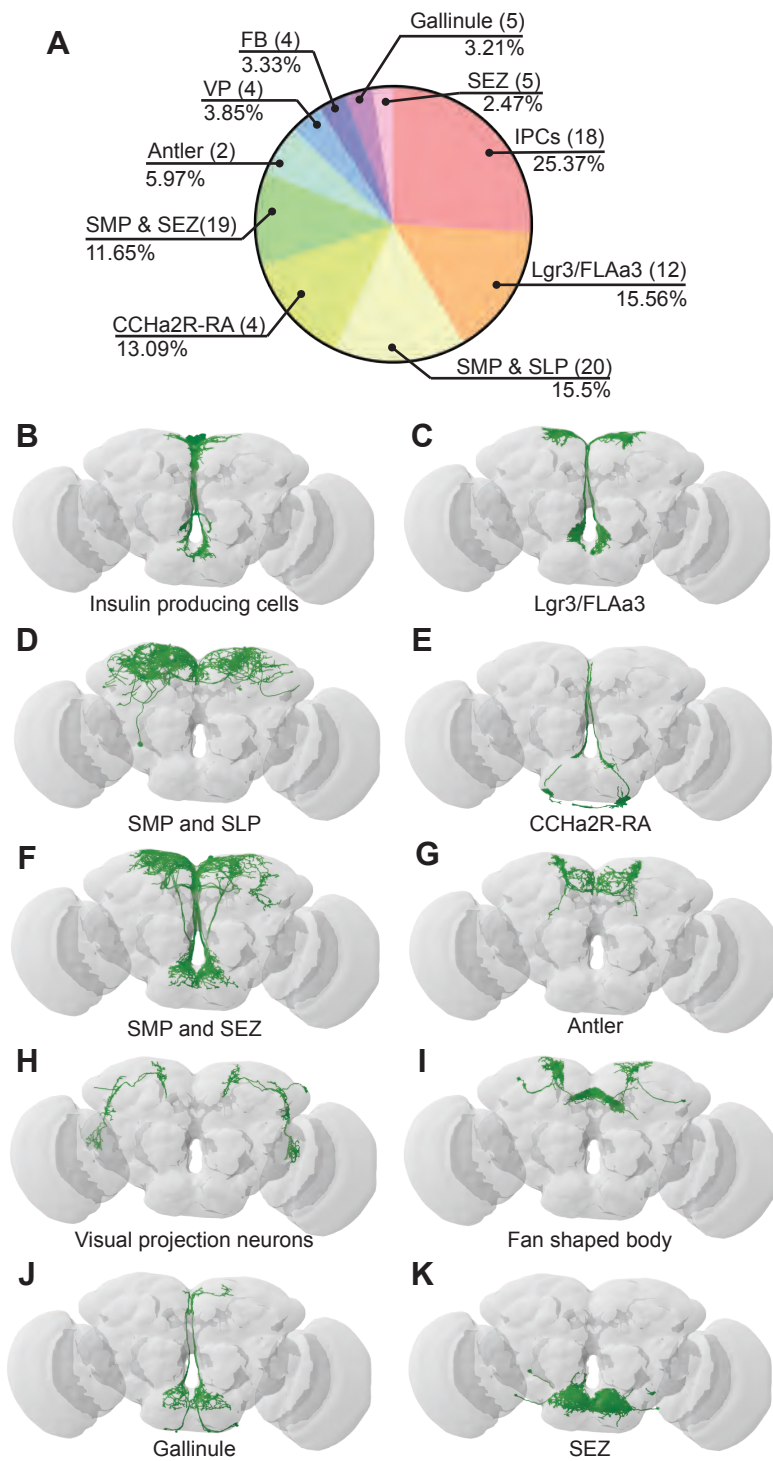 A
Gallinule (5)
3.21%
FB (4)
3.33%
SEZ (5)
2.47%
VP (4)
3.85%
IPCs (18)
25.37%
Antler (2)
5.97%
SMP & SEZ(19)
11.65%
Lgr3/FLAa3 (12)
15.56%
CCHa2R-RA (4)
13.09%
SMP & SLP (20)
15.5%
B
Insulin producing cells
C
Lgr3/FLAa3
D
SMP and SLP
E
CCHa2R-RA
F
SMP and SEZ
G
Antler
H
Visual projection neurons
I
Fan shaped body
J
Gallinule
K
SEZ